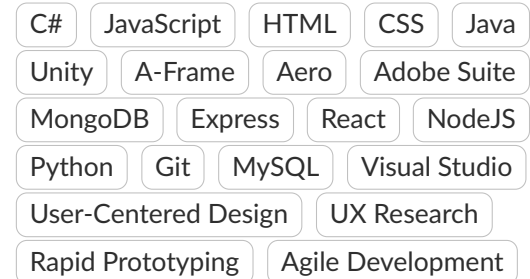 C# JavaScript HTML CSS Java
Unity A-Frame Aero Adobe Suite
MongoDB Express React NodeJS
Python Git MySQL Visual Studio
User-Centered Design UX Research
Rapid Prototyping Agile Development